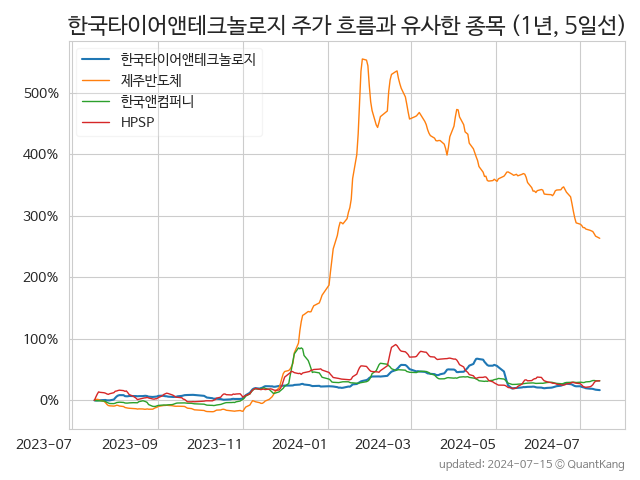 한국타이어앤테크놀로지 주가 흐름과 유사한 종목 (1년, 5일선)
한국타이어앤테크놀로지
제주반도체
한국앤컴퍼니
HPSP
500%
400%
300%
200%
100%
0%
2023-07 2023-09 2023-11 2024-01 2024-03 2024-05 2024-07
updated: 2024-07-15 © QuantKang